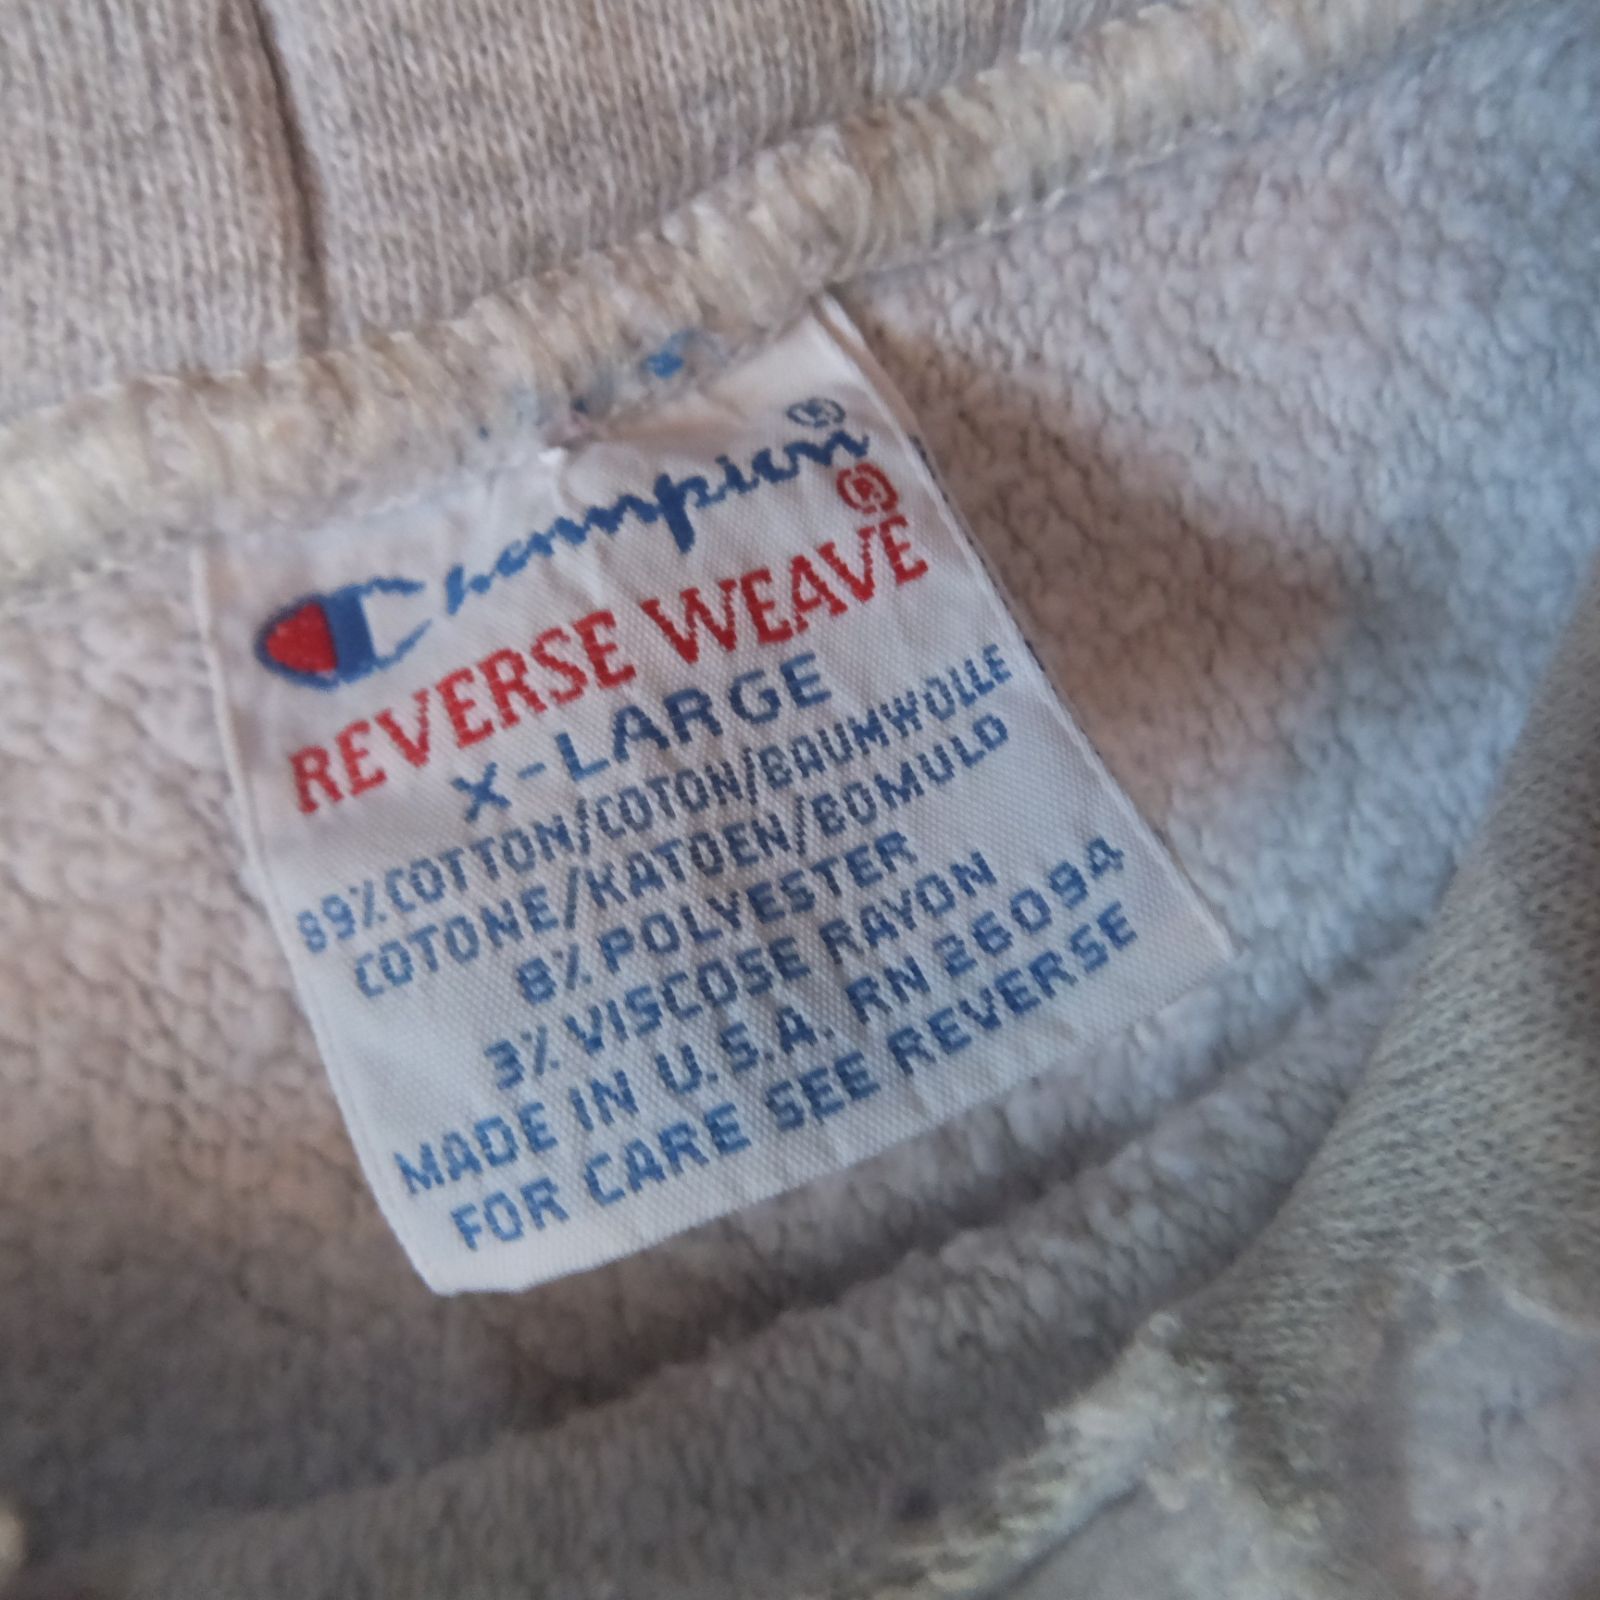 Champion®
REVERSE WEAVE®
X-LARGE
89% COTTON/COTON/BAUMWOLLE
COTONE/KATOEN/BOMULD
8% POLYESTER
3% VISCOSE RAYON
MADE IN U.S.A. RN 26094
FOR CARE SEE REVERSE